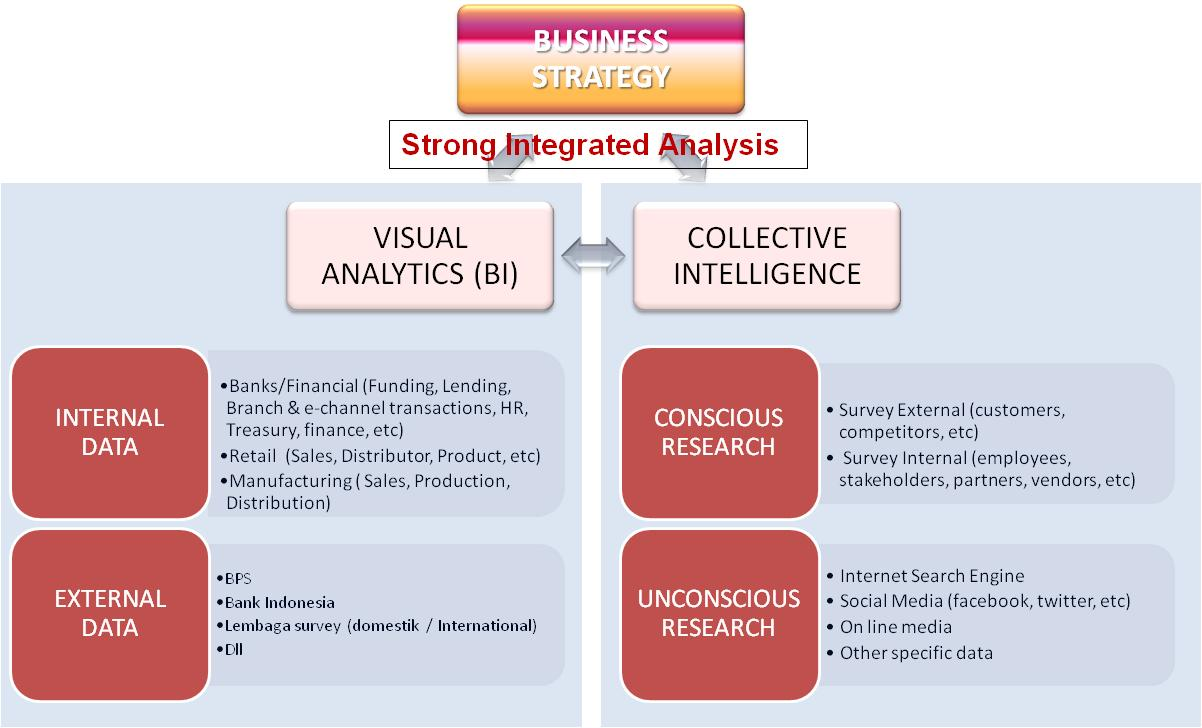 BUSINESS
STRATEGY
Strong Integrated Analysis
VISUAL
ANALYTICS (BI)
COLLECTIVE
INTELLIGENCE
INTERNAL
DATA
•Banks/Financial (Funding, Lending,
Branch & e-channel transactions, HR,
Treasury, finance, etc)
•Retail (Sales, Distributor, Product, etc)
•Manufacturing ( Sales, Production,
Distribution)
EXTERNAL
DATA
•BPS
•Bank Indonesia
•Lembaga survey (domestik / International)
•Dll
CONSCIOUS
RESEARCH
• Survey External (customers,
competitors, etc)
• Survey Internal (employees,
stakeholders, partners, vendors, etc)
UNCONSCIOUS
RESEARCH
• Internet Search Engine
• Social Media (facebook, twitter, etc)
• On line media
• Other specific data